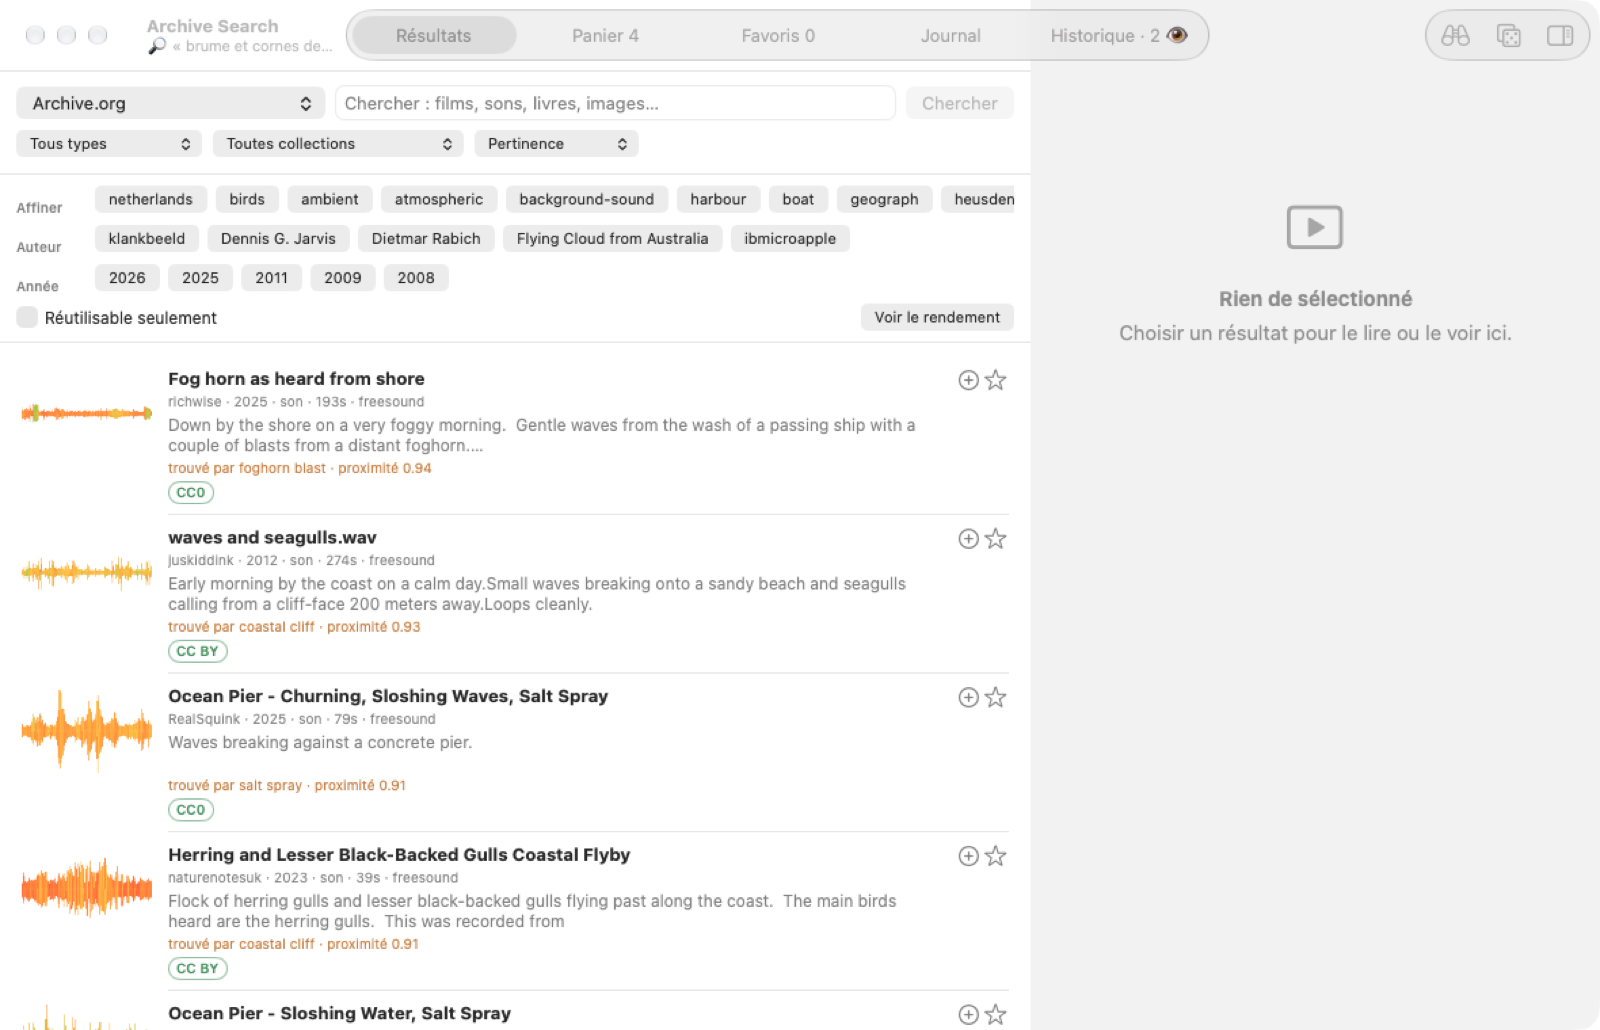 Archive Search
« brume et cornes de...
Résultats
Panier 4
Favoris 0
Journal
Historique · 2
Archive.org
Chercher : films, sons, livres, images...
Chercher
Tous types
Toutes collections
Pertinence
Affiner
netherlands
birds
ambient
atmospheric
background-sound
harbour
boat
geograph
heusden
Auteur
klankbeeld
Dennis G. Jarvis
Dietmar Rabich
Flying Cloud from Australia
ibmicroapple
Année
2026
2025
2011
2009
2008
Réutilisable seulement
Voir le rendement
Rien de sélectionné
Choisir un résultat pour le lire ou le voir ici.
Fog horn as heard from shore
richwise · 2025 · son · 193s · freesound
Down by the shore on a very foggy morning.  Gentle waves from the wash of a passing ship with a
couple of blasts from a distant foghorn....
trouvé par foghorn blast · proximité 0.94
CC0
waves and seagulls.wav
juskiddink · 2012 · son · 274s · freesound
Early morning by the coast on a calm day.Small waves breaking onto a sandy beach and seagulls
calling from a cliff-face 200 meters away.Loops cleanly.
trouvé par coastal cliff · proximité 0.93
CC BY
Ocean Pier - Churning, Sloshing Waves, Salt Spray
RealSquink · 2025 · son · 79s · freesound
Waves breaking against a concrete pier.
trouvé par salt spray · proximité 0.91
CC0
Herring and Lesser Black-Backed Gulls Coastal Flyby
naturenotesuk · 2023 · son · 39s · freesound
Flock of herring gulls and lesser black-backed gulls flying past along the coast.  The main birds
heard are the herring gulls.  This was recorded from
trouvé par coastal cliff · proximité 0.91
CC BY
Ocean Pier - Sloshing Water, Salt Spray